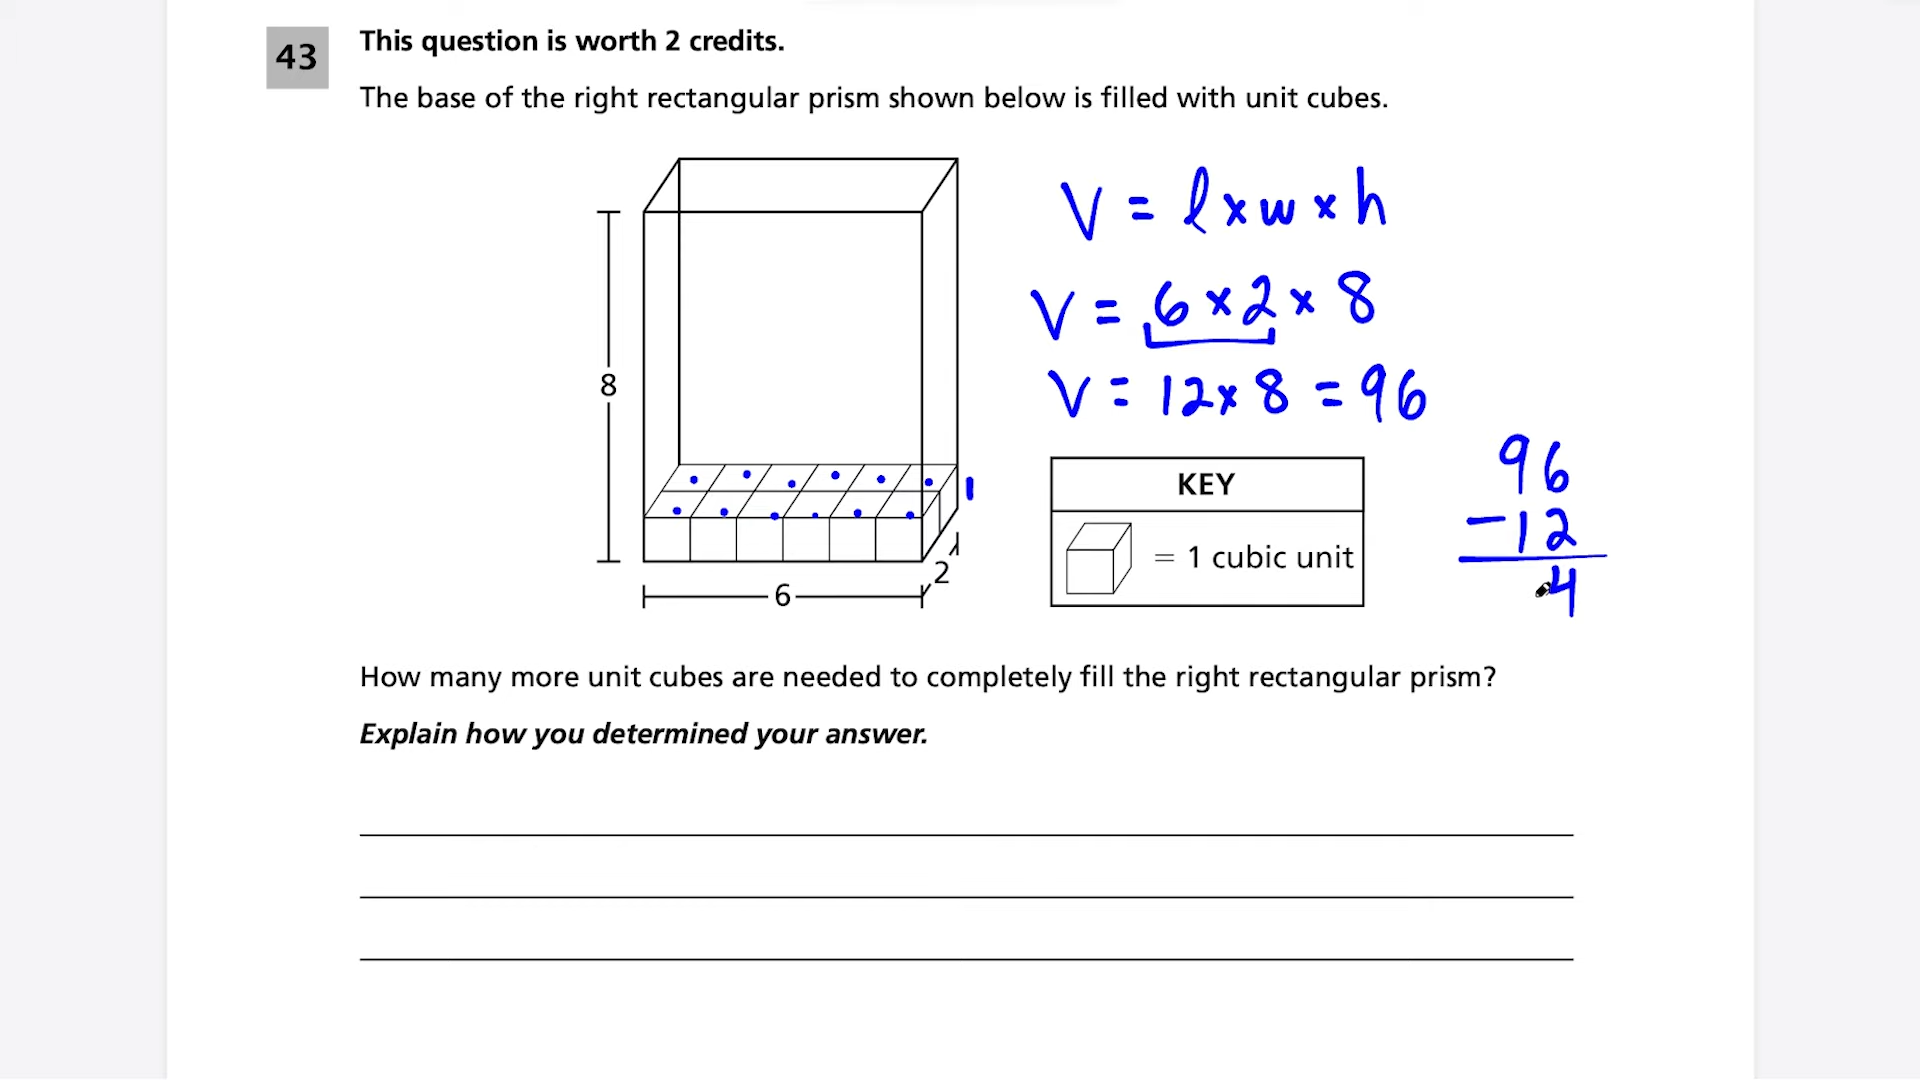 43
This question is worth 2 credits.
The base of the right rectangular prism shown below is filled with unit cubes.
8
6
2
1
V = l x w x h
V = 6 x 2 x 8
V = 12 x 8 = 96
KEY
= 1 cubic unit
96
- 12
4
How many more unit cubes are needed to completely fill the right rectangular prism?
Explain how you determined your answer.